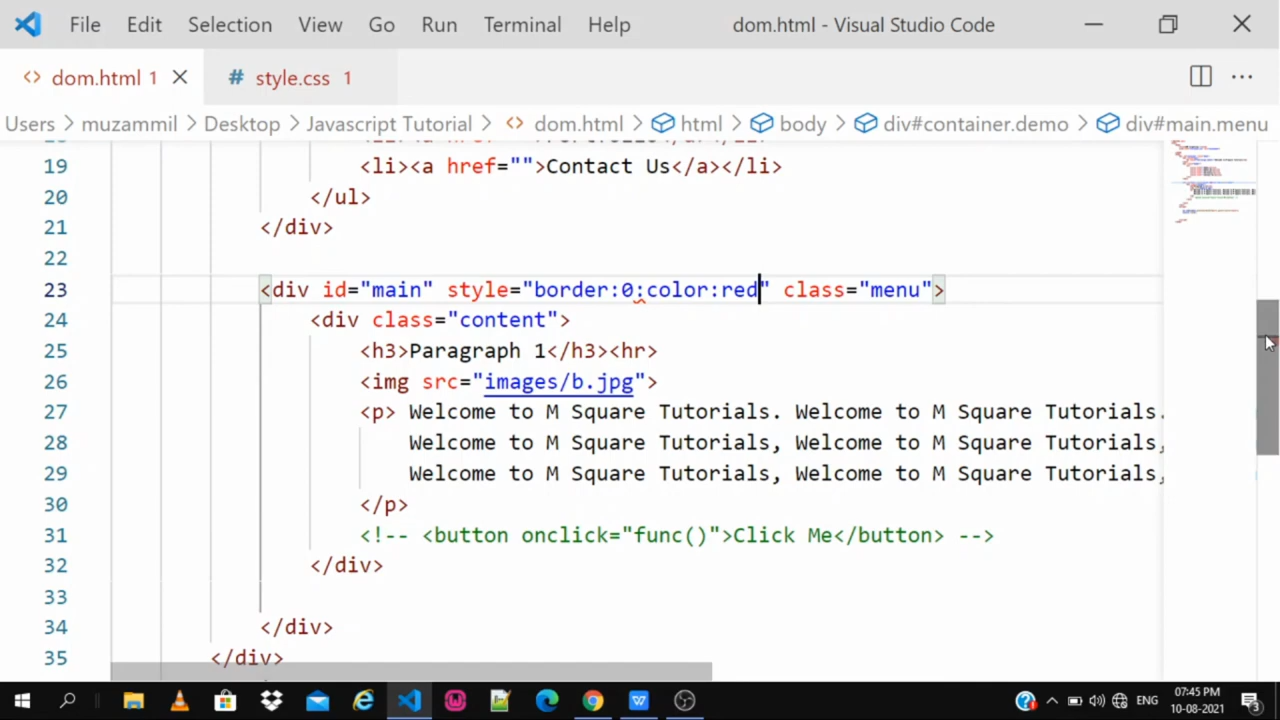 File Edit Selection View Go Run Terminal Help dom.html - Visual Studio Code
dom.html 1 style.css 1
Users > muzammil > Desktop > Javascript Tutorial > dom.html > html > body > div#container.demo > div#main.menu
19 <li><a href="">Contact Us</a></li>
20 </ul>
21 </div>
22
23 <div id="main" style="border:0:color:red" class="menu">
24 <div class="content">
25 <h3>Paragraph 1</h3><hr>
26 <img src="images/b.jpg">
27 <p> Welcome to M Square Tutorials. Welcome to M Square Tutorials.
28 Welcome to M Square Tutorials, Welcome to M Square Tutorials,
29 Welcome to M Square Tutorials, Welcome to M Square Tutorials,
30 </p>
31 <!-- <button onclick="func()">Click Me</button> -->
32 </div>
33
34 </div>
35 </div>
ENG 07:45 PM
10-08-2021 3